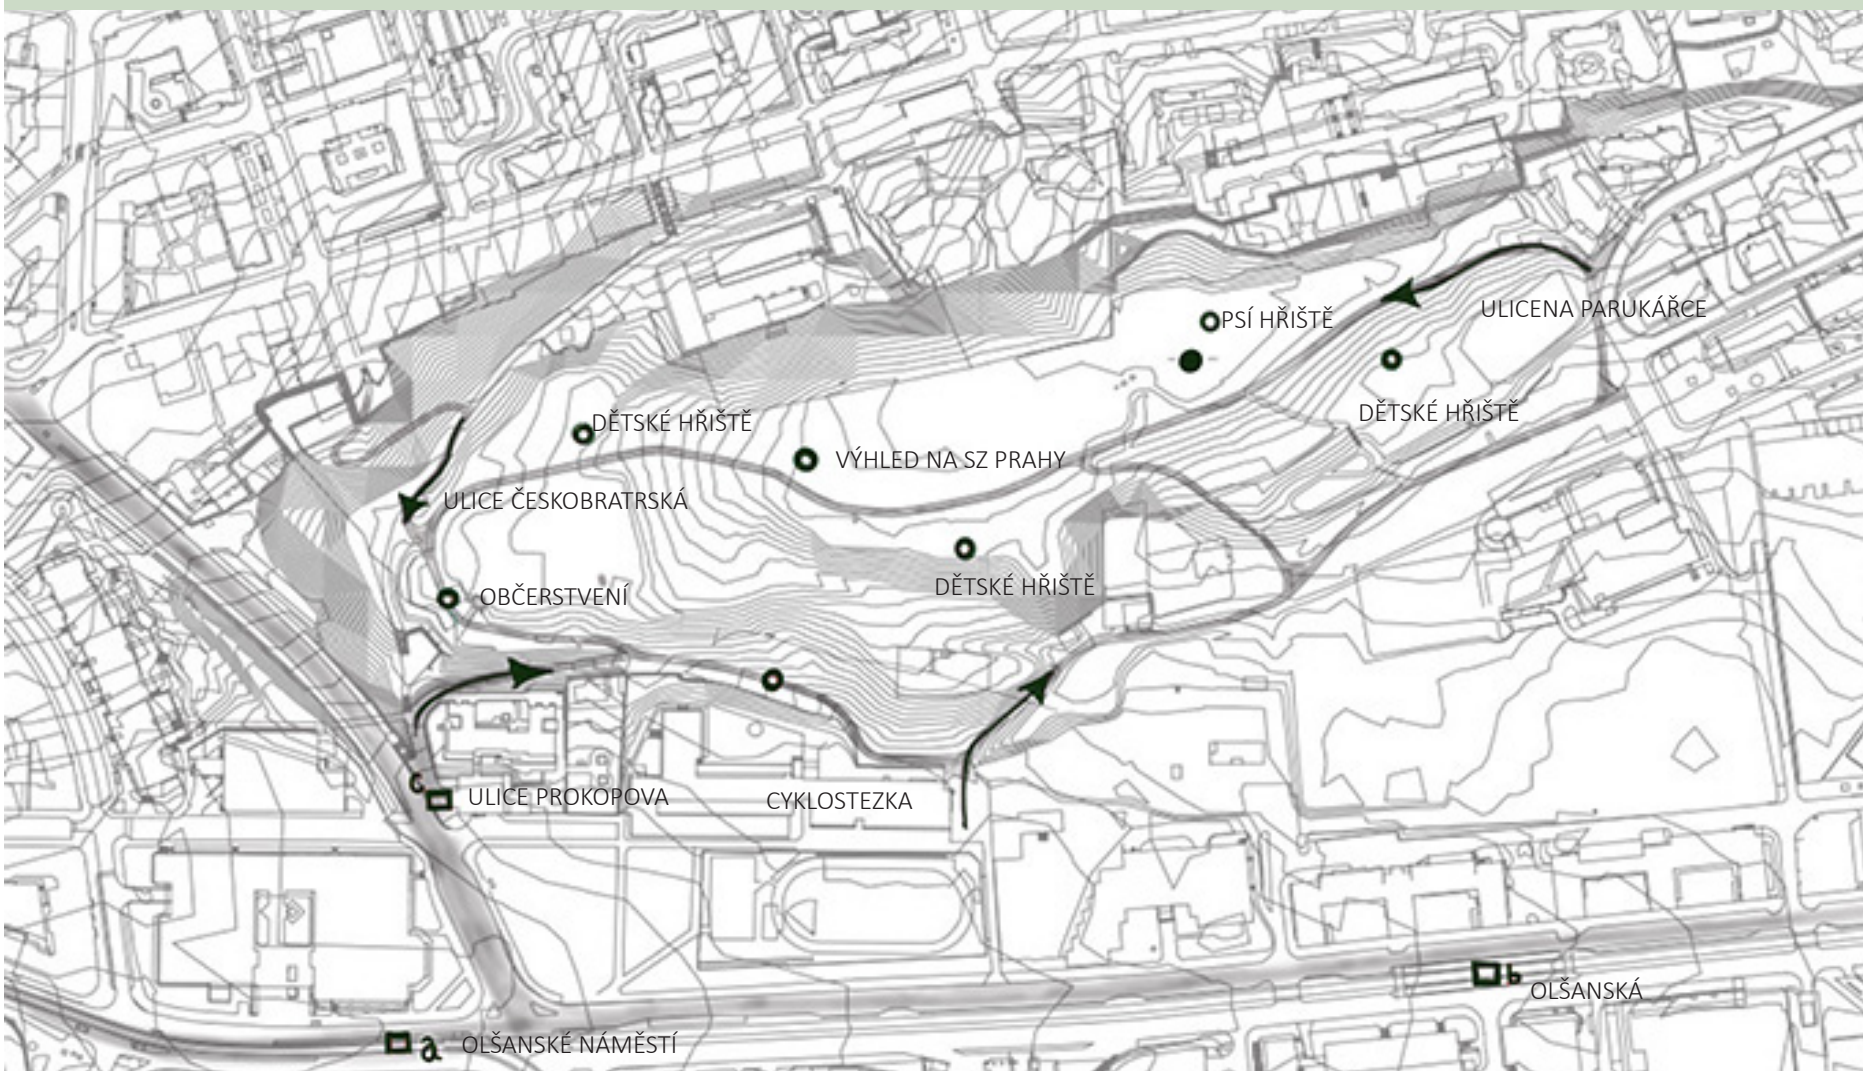 ULICENA PARUKÁŘCE
PSÍ HŘIŠTĚ
DĚTSKÉ HŘIŠTĚ
DĚTSKÉ HŘIŠTĚ
VÝHLED NA SZ PRAHY
ULICE ČESKOBRATRSKÁ
DĚTSKÉ HŘIŠTĚ
OBČERSTVENÍ
c
ULICE PROKOPOVA
CYKLOSTEZKA
b
OLŠANSKÁ
a
OLŠANSKÉ NÁMĚSTÍ